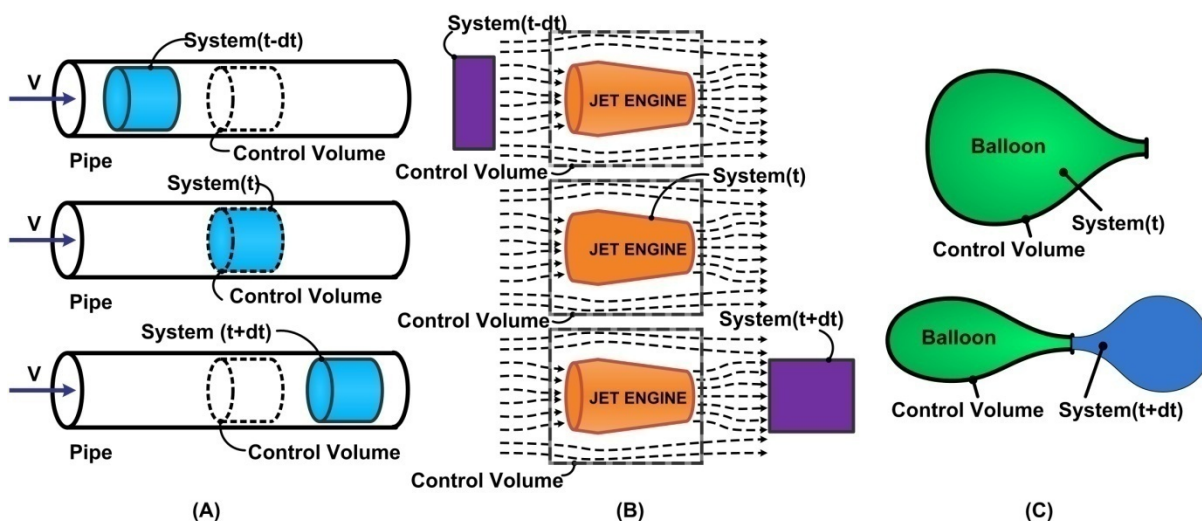 System(t-dt)
V
Pipe
Control Volume
System(t)
V
Pipe
Control Volume
System (t+dt)
V
Pipe
Control Volume
(A)
System(t-dt)
JET ENGINE
Control Volume
System(t)
JET ENGINE
Control Volume
System(t+dt)
JET ENGINE
Control Volume
(B)
Balloon
System(t)
Control Volume
Balloon
Control Volume
System(t+dt)
(C)